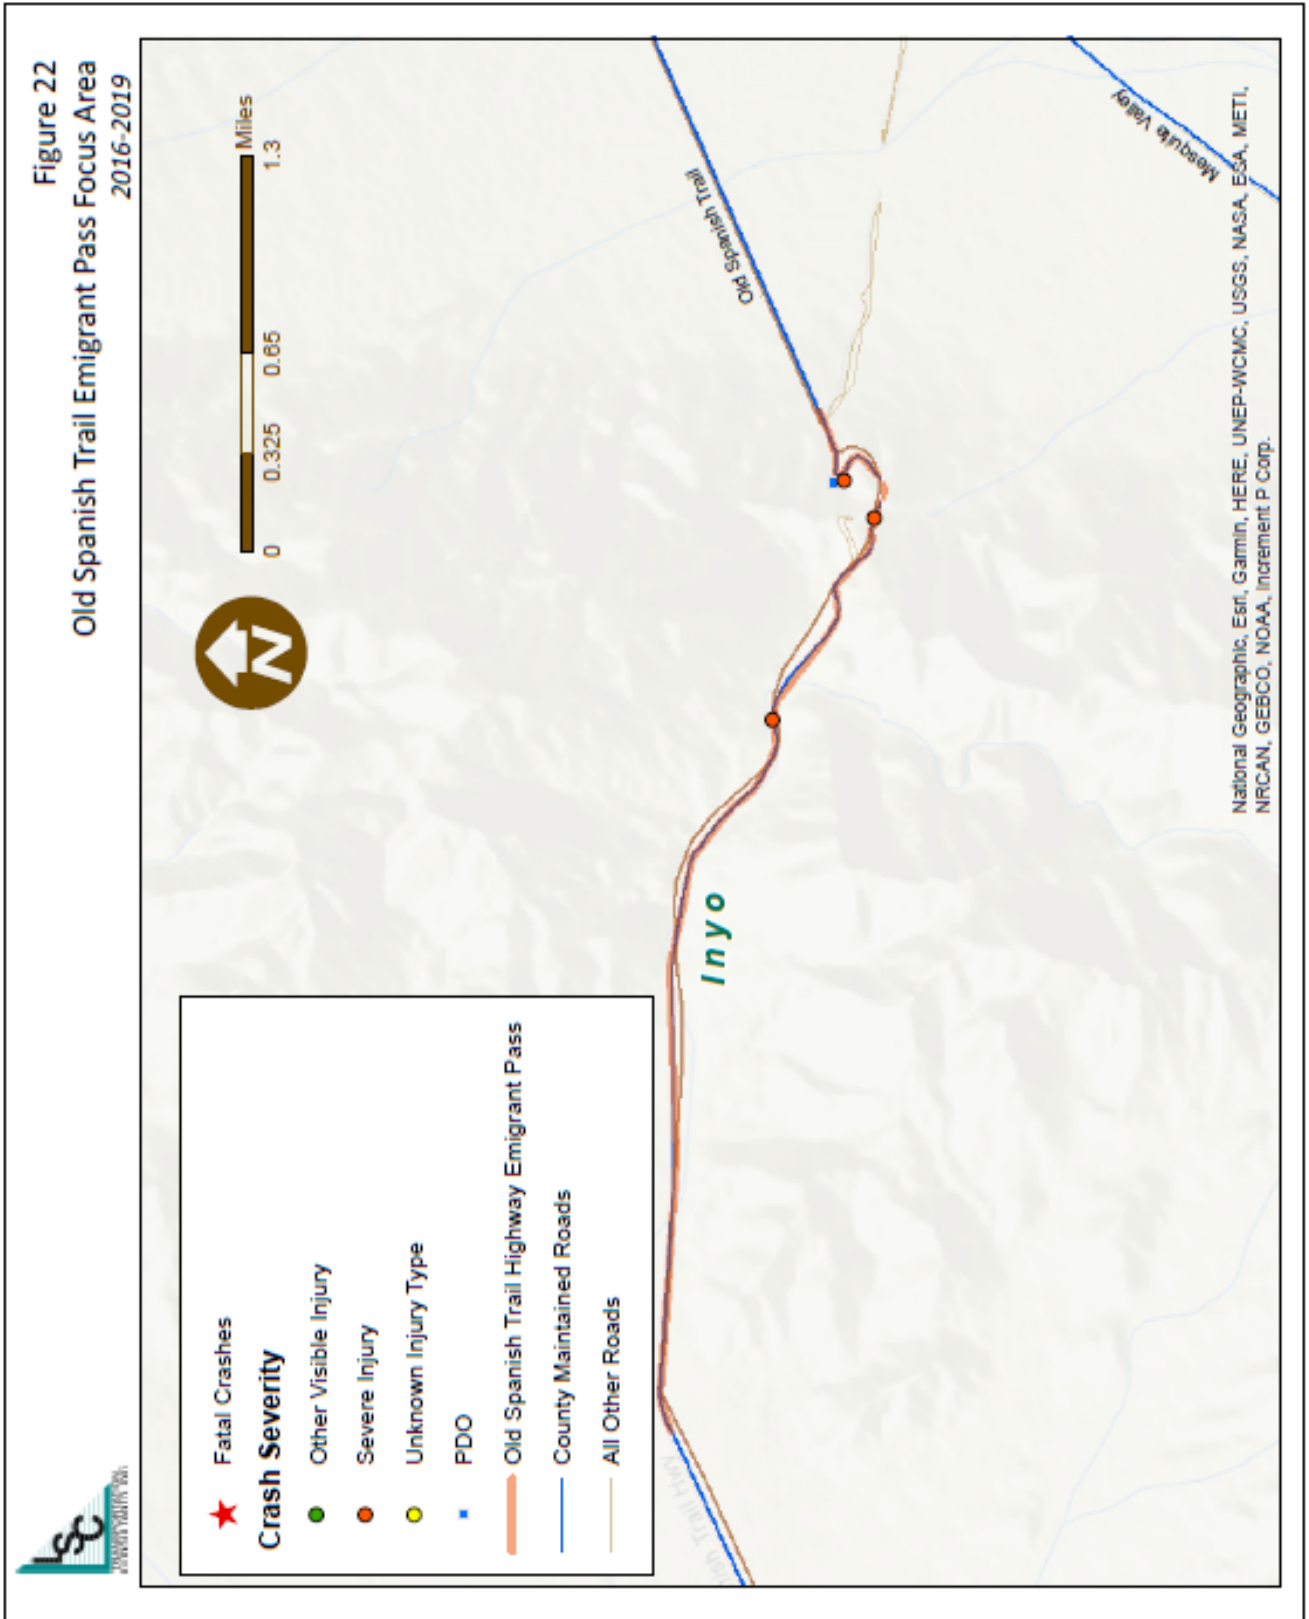 Figure 22
Old Spanish Trail Emigrant Pass Focus Area
2016-2019
LSC
Fatal Crashes
Crash Severity
Other Visible Injury
Severe Injury
Unknown Injury Type
PDO
Old Spanish Trail Highway Emigrant Pass
County Maintained Roads
All Other Roads
N
0 0.325 0.65 1.3
Miles
Inyo
Old Spanish Trail
Mesquite Valley
Trail Hwy
National Geographic, Esri, Garmin, HERE, UNEP-WCMC, USGS, NASA, ESA, METI,
NRCAN, GEBCO, NOAA, Increment P Corp.